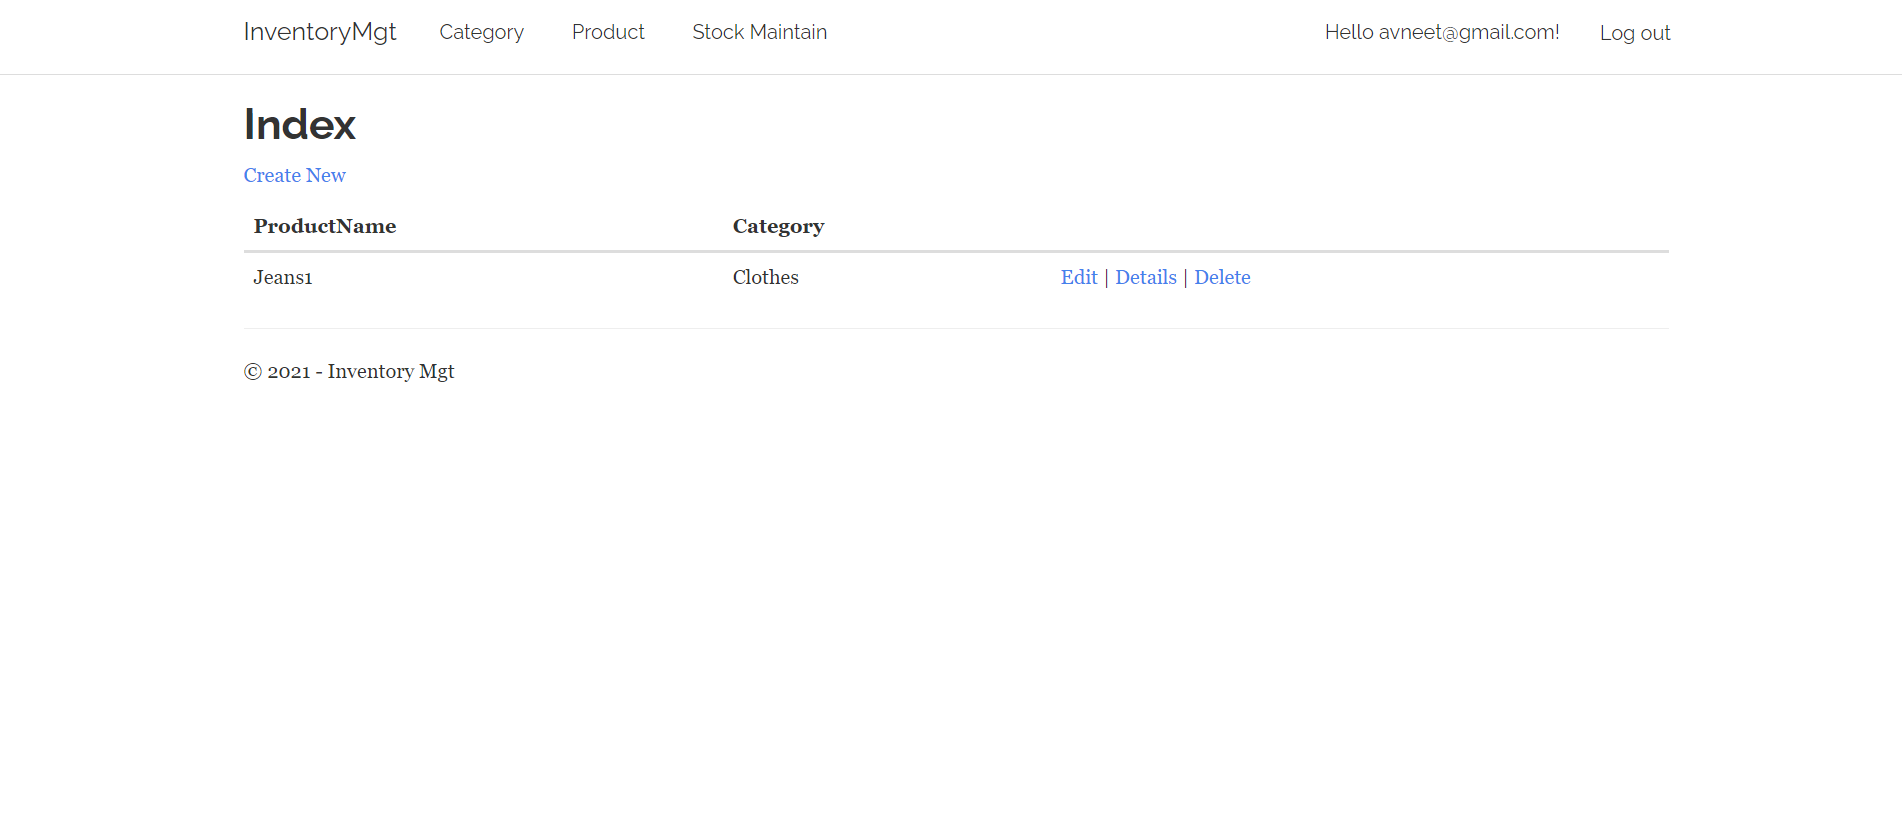 InventoryMgt Category Product Stock Maintain Hello avneet@gmail.com! Log out
Index
Create New
ProductName Category
Jeans1 Clothes Edit | Details | Delete
© 2021 - Inventory Mgt